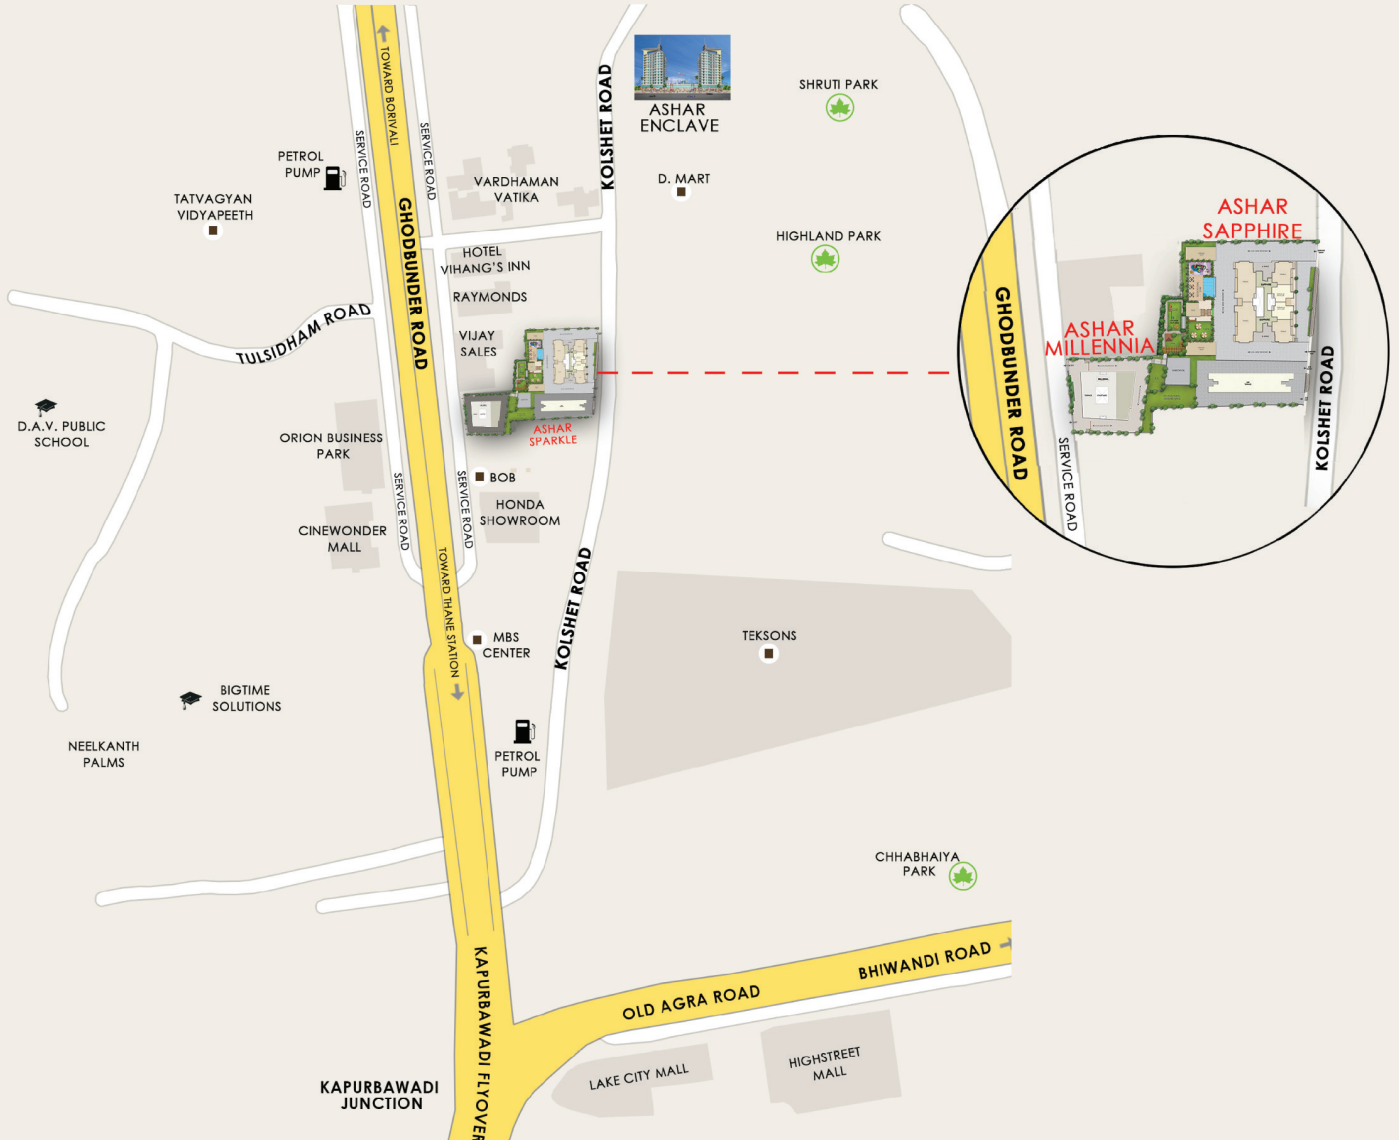 TOWARD BORIVALI
SERVICE ROAD
SERVICE ROAD
KOLSHET ROAD
ASHAR
ENCLAVE
SHRUTI PARK
PETROL
PUMP
TATVAGYAN
VIDYAPEETH
VARDHAMAN
VATIKA
D. MART
GHODBUNDER ROAD
HIGHLAND PARK
HOTEL
VIHANG'S INN
RAYMONDS
TULSIDHAM ROAD
VIJAY
SALES
ASHAR
SAPPHIRE
ASHAR
MILLENNIA
GHODBUNDER ROAD
KOLSHET ROAD
SERVICE ROAD
D.A.V. PUBLIC
SCHOOL
ORION BUSINESS
PARK
ASHAR
SPARKLE
SERVICE ROAD
SERVICE ROAD
BOB
HONDA
SHOWROOM
CINEWONDER
MALL
TOWARD THANE STATION
KOLSHET ROAD
MBS
CENTER
TEKSONS
BIGTIME
SOLUTIONS
NEELKANTH
PALMS
PETROL
PUMP
CHHABHAIYA
PARK
KAPURBAWADI FLYOVER
OLD AGRA ROAD
BHIWANDI ROAD
KAPURBAWADI
JUNCTION
LAKE CITY MALL
HIGHSTREET
MALL